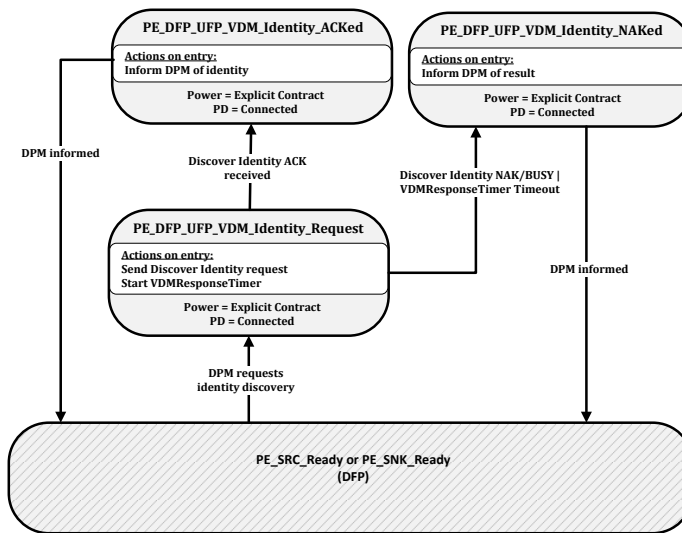 PE_DFP_UFP_VDM_Identity_ACKed
Actions on entry:
Inform DPM of identity
Power = Explicit Contract
PD = Connected
PE_DFP_UFP_VDM_Identity_NAKed
Actions on entry:
Inform DPM of result
Power = Explicit Contract
PD = Connected
DPM informed
Discover Identity ACK
received
Discover Identity NAK/BUSY |
VDMResponseTimer Timeout
PE_DFP_UFP_VDM_Identity_Request
Actions on entry:
Send Discover Identity request
Start VDMResponseTimer
Power = Explicit Contract
PD = Connected
DPM informed
DPM requests
identity discovery
PE_SRC_Ready or PE_SNK_Ready
(DFP)